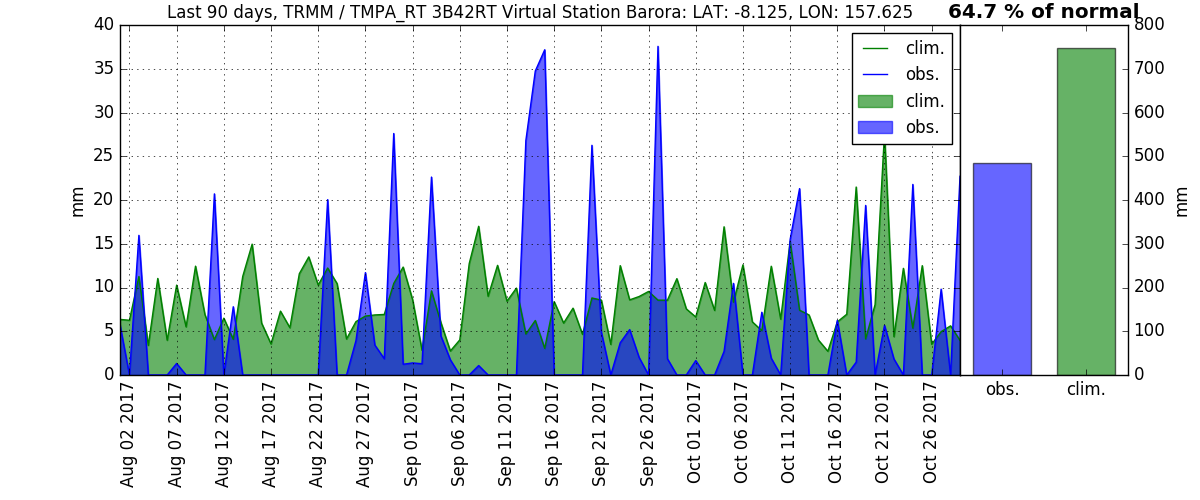 Last 90 days, TRMM / TMPA_RT 3B42RT Virtual Station Barora: LAT: -8.125, LON: 157.625
64.7 % of normal
40
35
30
25
20
15
10
5
0
mm
clim.
obs.
clim.
obs.
800
700
600
500
400
300
200
100
0
mm
obs.
clim.
Aug 02 2017
Aug 07 2017
Aug 12 2017
Aug 17 2017
Aug 22 2017
Aug 27 2017
Sep 01 2017
Sep 06 2017
Sep 11 2017
Sep 16 2017
Sep 21 2017
Sep 26 2017
Oct 01 2017
Oct 06 2017
Oct 11 2017
Oct 16 2017
Oct 21 2017
Oct 26 2017